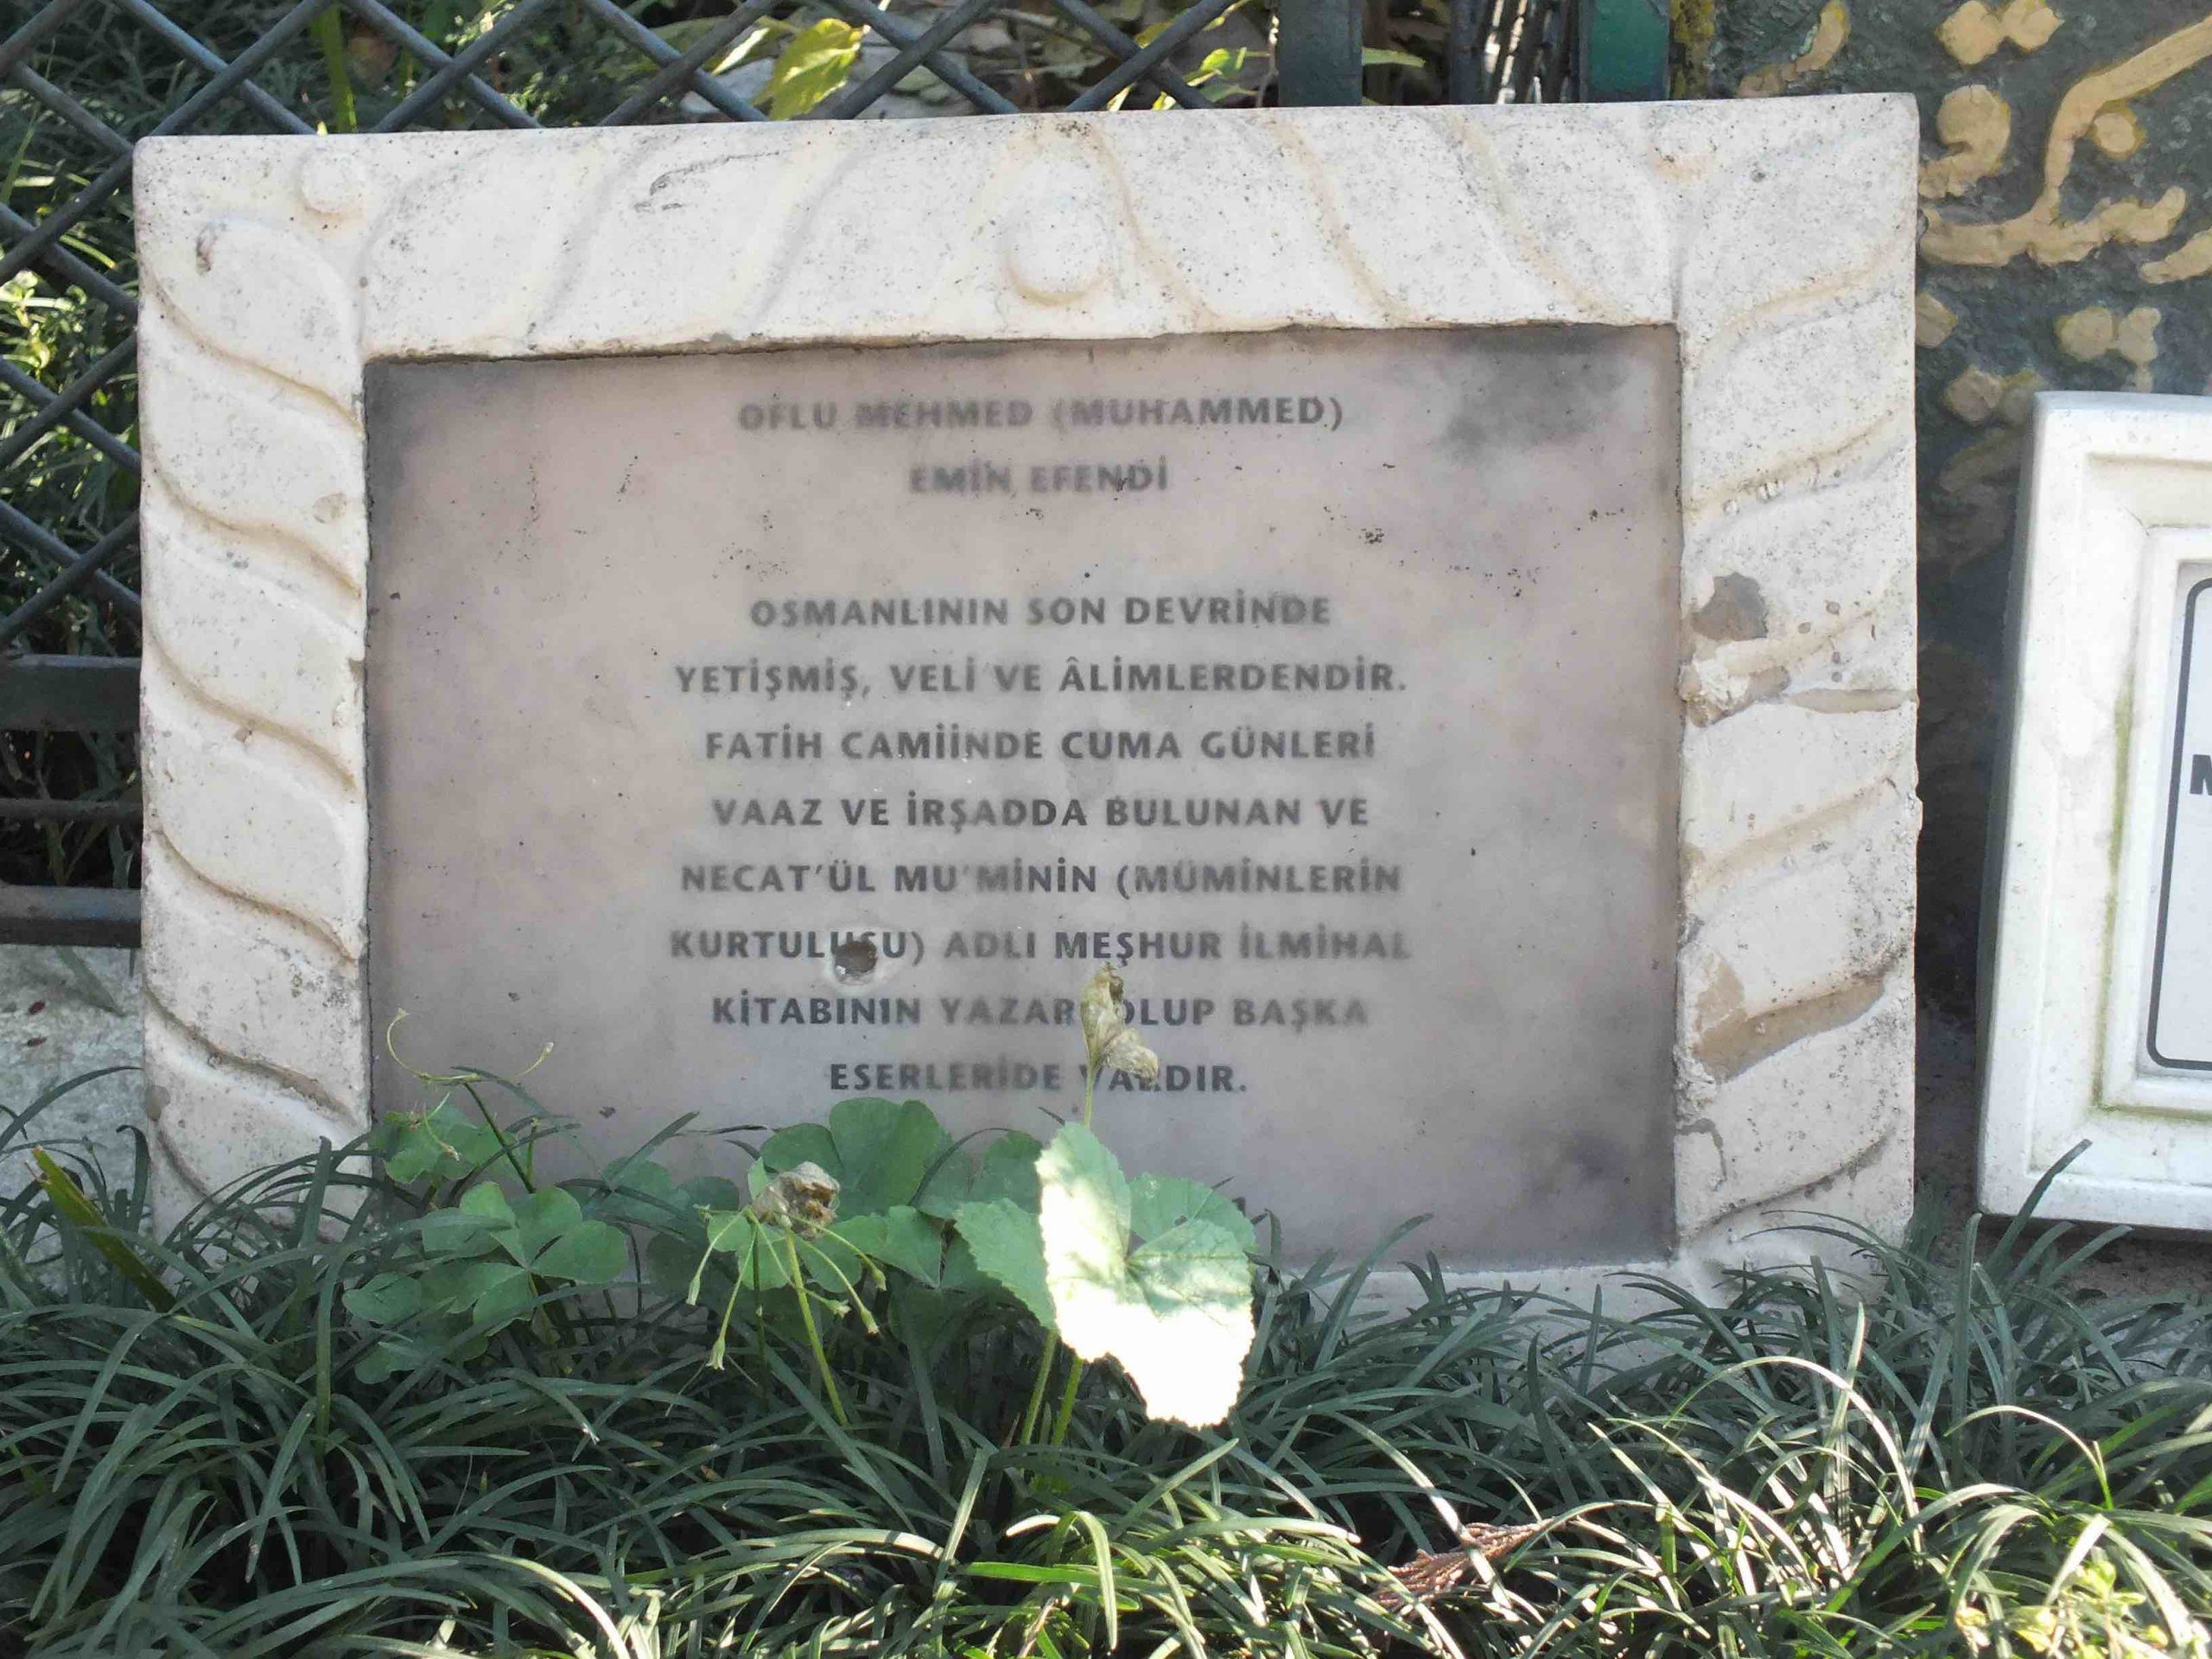 OFLU MEHMED (MUHAMMED)
EMİN EFENDİ
OSMANLININ SON DEVRİNDE
YETİŞMİŞ, VELİ VE ÂLİMLERDENDİR.
FATİH CAMİİNDE CUMA GÜNLERİ
VAAZ VE İRŞADDA BULUNAN VE
NECAT'ÜL MU'MİNİN (MÜMİNLERİN
KURTULUŞU) ADLI MEŞHUR İLMİHAL
KİTABININ YAZARI OLUP BAŞKA
ESERLERİDE VARDIR.